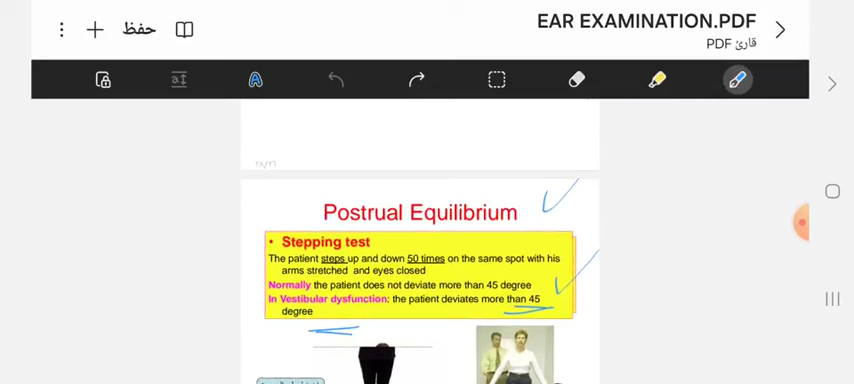 حفظ
EAR EXAMINATION.PDF
قارئ PDF
٢٨/٢٦
Postrual Equilibrium
• Stepping test
The patient steps up and down 50 times on the same spot with his
arms stretched and eyes closed
Normally the patient does not deviate more than 45 degree
In Vestibular dysfunction: the patient deviates more than 45
degree